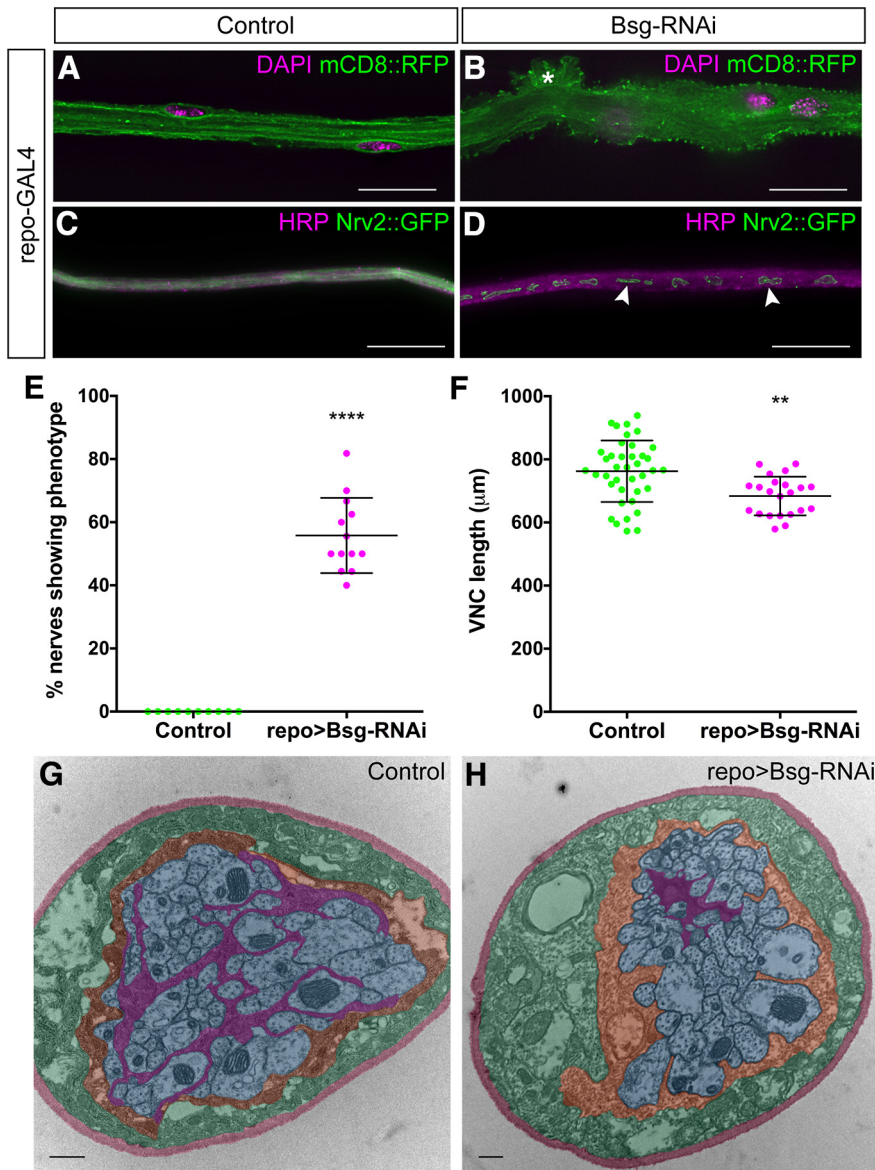 Control
Bsg-RNAi
repo-GAL4
A
DAPI mCD8::RFP
B
DAPI mCD8::RFP
*
C
HRP Nrv2::GFP
D
HRP Nrv2::GFP
E
% nerves showing phenotype
100
80
60
40
20
0
****
Control
repo>Bsg-RNAi
F
VNC length (μm)
1000
800
600
400
200
0
**
Control
repo>Bsg-RNAi
G
Control
H
repo>Bsg-RNAi